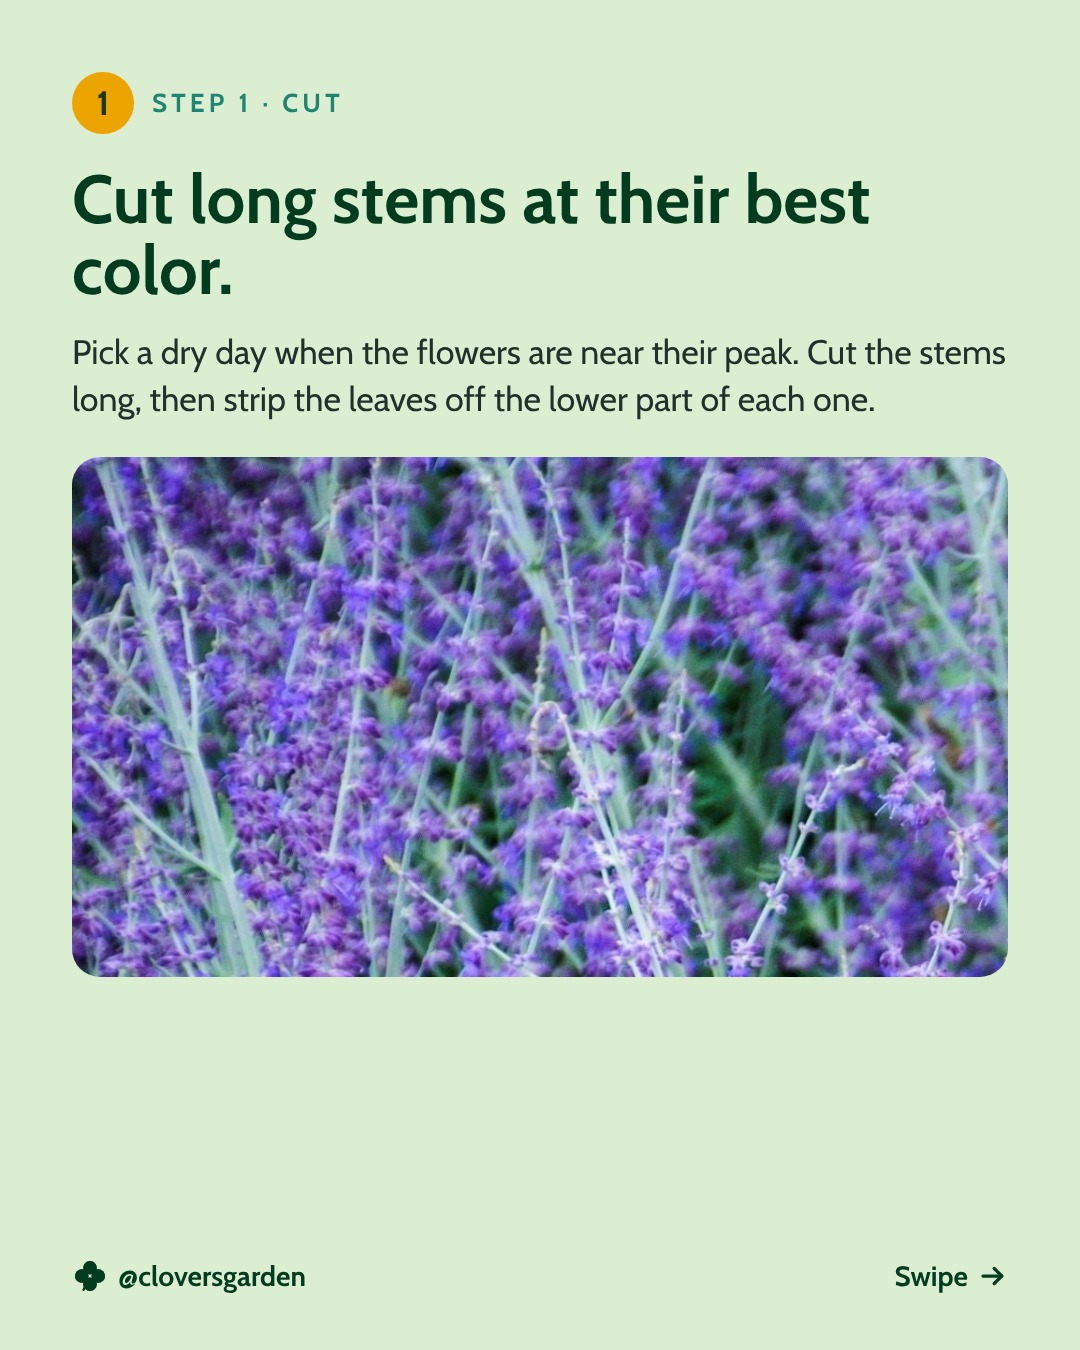 1
STEP 1 · CUT
Cut long stems at their best
color.
Pick a dry day when the flowers are near their peak. Cut the stems
long, then strip the leaves off the lower part of each one.
@cloversgarden
Swipe →